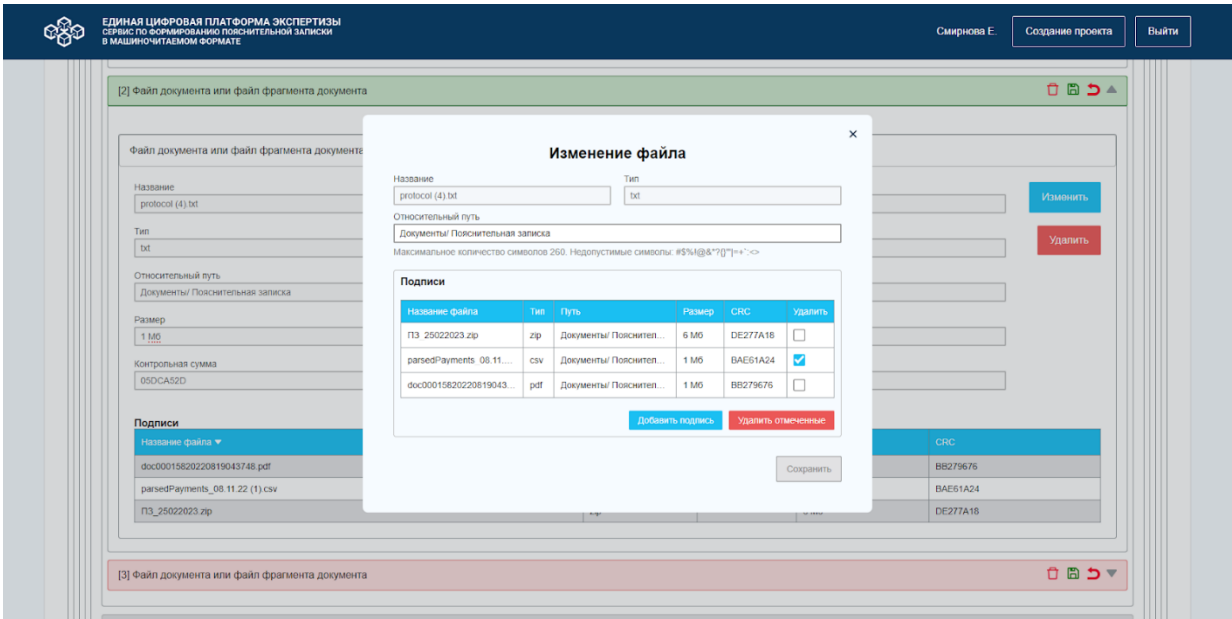 ЕДИНАЯ ЦИФРОВАЯ ПЛАТФОРМА ЭКСПЕРТИЗЫ
СЕРВИС ПО ФОРМИРОВАНИЮ ПОЯСНИТЕЛЬНОЙ ЗАПИСКИ
В МАШИНОЧИТАЕМОМ ФОРМАТЕ
Смирнова Е.
Создание проекта
Выйти
[2] Файл документа или файл фрагмента документа
Файл документа или файл фрагмента документа
Название
protocol (4).txt
Тип
txt
Относительный путь
Документы/ Пояснительная записка
Размер
1 Мб
Контрольная сумма
05DCA52D
Изменить
Удалить
Подписи
Название файла CRC
doc00015820220819043748.pdf BB279676
parsedPayments_08.11.22 (1).csv BAE61A24
ПЗ_25022023.zip DE277A18
Изменение файла
Название Тип
protocol (4).txt txt
Относительный путь
Документы/ Пояснительная записка
Максимальное количество символов 260. Недопустимые символы: #$%!@&*?{}'"|=+`:<>
Подписи
Название файла Тип Путь Размер CRC Удалить
ПЗ_25022023.zip zip Документы/ Пояснител... 6 Мб DE277A18
parsedPayments_08.11.... csv Документы/ Пояснител... 1 Мб BAE61A24
doc00015820220819043... pdf Документы/ Пояснител... 1 Мб BB279676
Добавить подпись Удалить отмеченные
Сохранить
[3] Файл документа или файл фрагмента документа